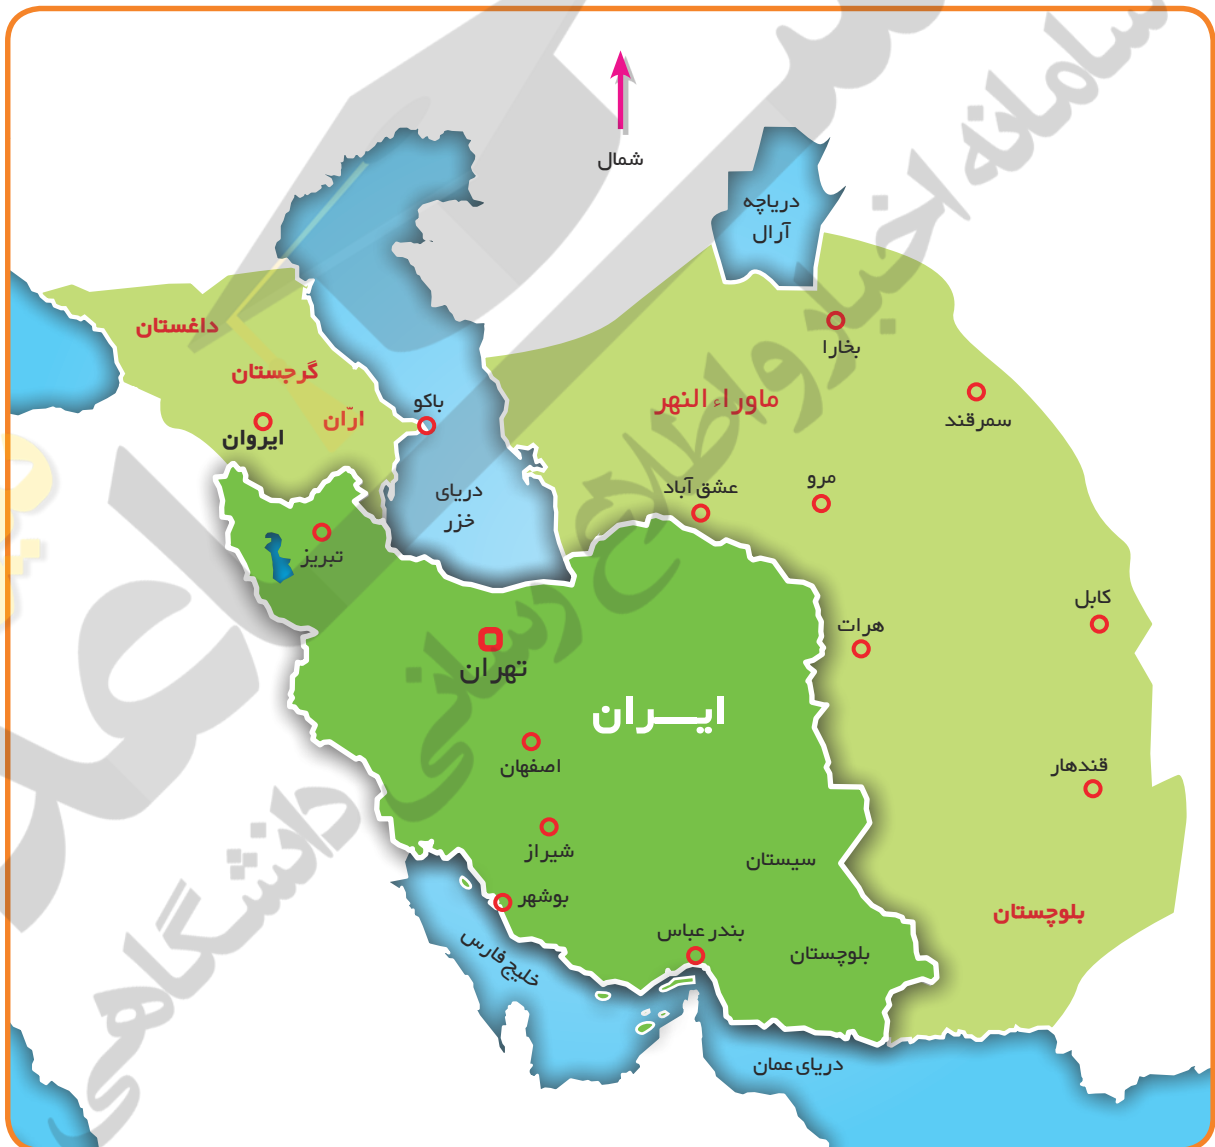 شمال
دریاچه
آرال
داغستان
گرجستان
ارّان
ایروان
باکو
دریای
خزر
بخارا
ماوراء النهر
سمرقند
مرو
عشق آباد
تبریز
تهران
ایـــران
هرات
کابل
اصفهان
قندهار
شیراز
سیستان
بوشهر
بندر عباس
بلوچستان
بلوچستان
خلیج فارس
دریای عمان
سامانه اخبار و اطلاع رسانی دانشگاهی